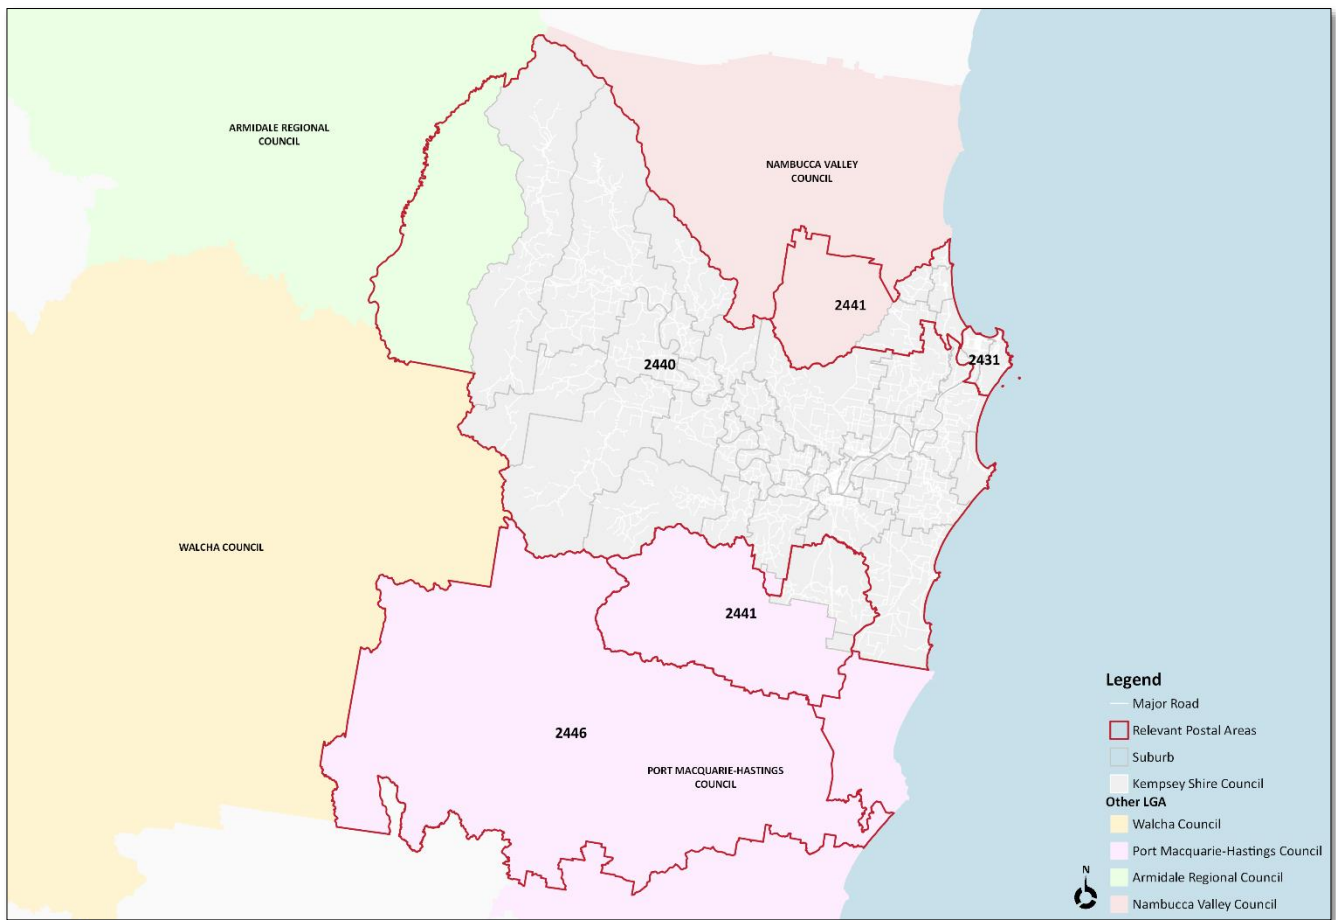 ARMIDALE REGIONAL
COUNCIL
NAMBUCCA VALLEY
COUNCIL
2441
2431
2440
WALCHA COUNCIL
2441
2446
PORT MACQUARIE-HASTINGS
COUNCIL
Legend
Major Road
Relevant Postal Areas
Suburb
Kempsey Shire Council
Other LGA
Walcha Council
Port Macquarie-Hastings Council
Armidale Regional Council
Nambucca Valley Council
N